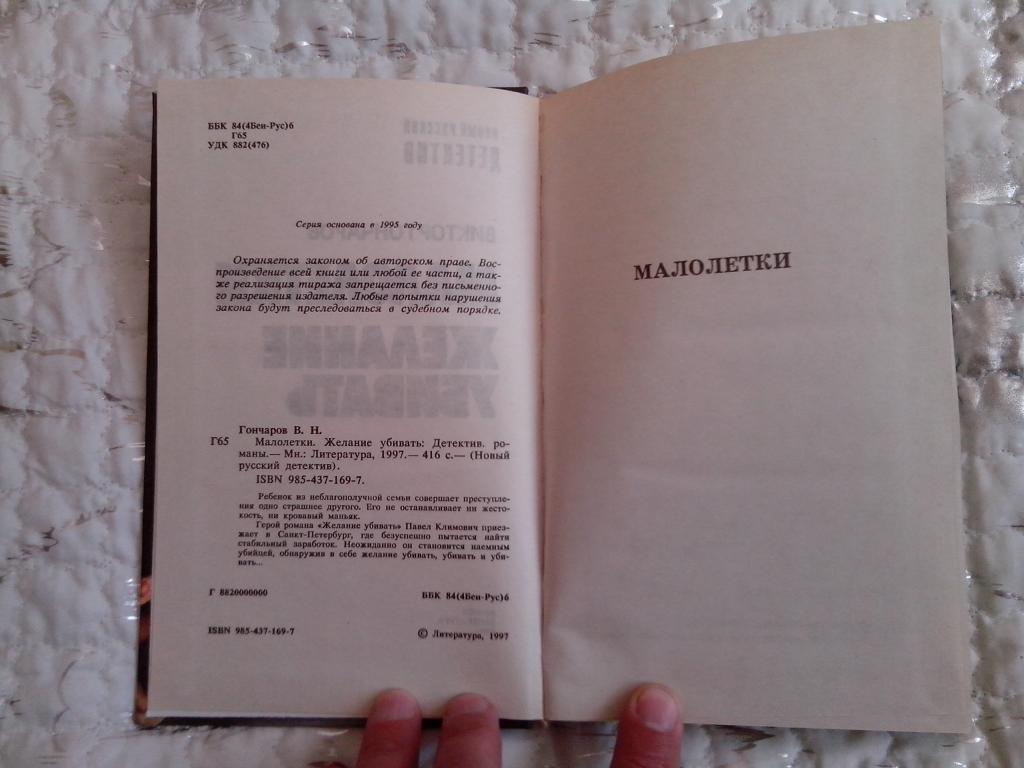 ББК 84(4Беи-Рус)6
Г65
УДК 882(476)
Серия основана в 1995 году
Охраняется законом об авторском праве. Вос-
произведение всей книги или любой ее части, а так-
же реализация тиража запрещается без письменно-
го разрешения издателя. Любые попытки нарушения
закона будут преследоваться в судебном порядке.
Гончаров В. Н.
Г65 Малолетки. Желание убивать: Детектив. ро-
маны.— Мн.: Литература, 1997.— 416 с.— (Новый
русский детектив).
ISBN 985-437-169-7.
Ребенок из неблагополучной семьи совершает преступле-
ния одно страшнее другого. Его не останавливает ни жесто-
кость, ни кровавый маньяк.
Герой романа «Желание убивать» Павел Климович приез-
жает в Санкт-Петербург, где безуспешно пытается найти
стабильный заработок. Неожиданно он становится наемным
убийцей, обнаружив в себе желание убивать, убивать и уби-
вать...
Г 8820000000 ББК 84(4Беи-Рус)6
ISBN 985-437-169-7 © Литература, 1997
МАЛОЛЕТКИ